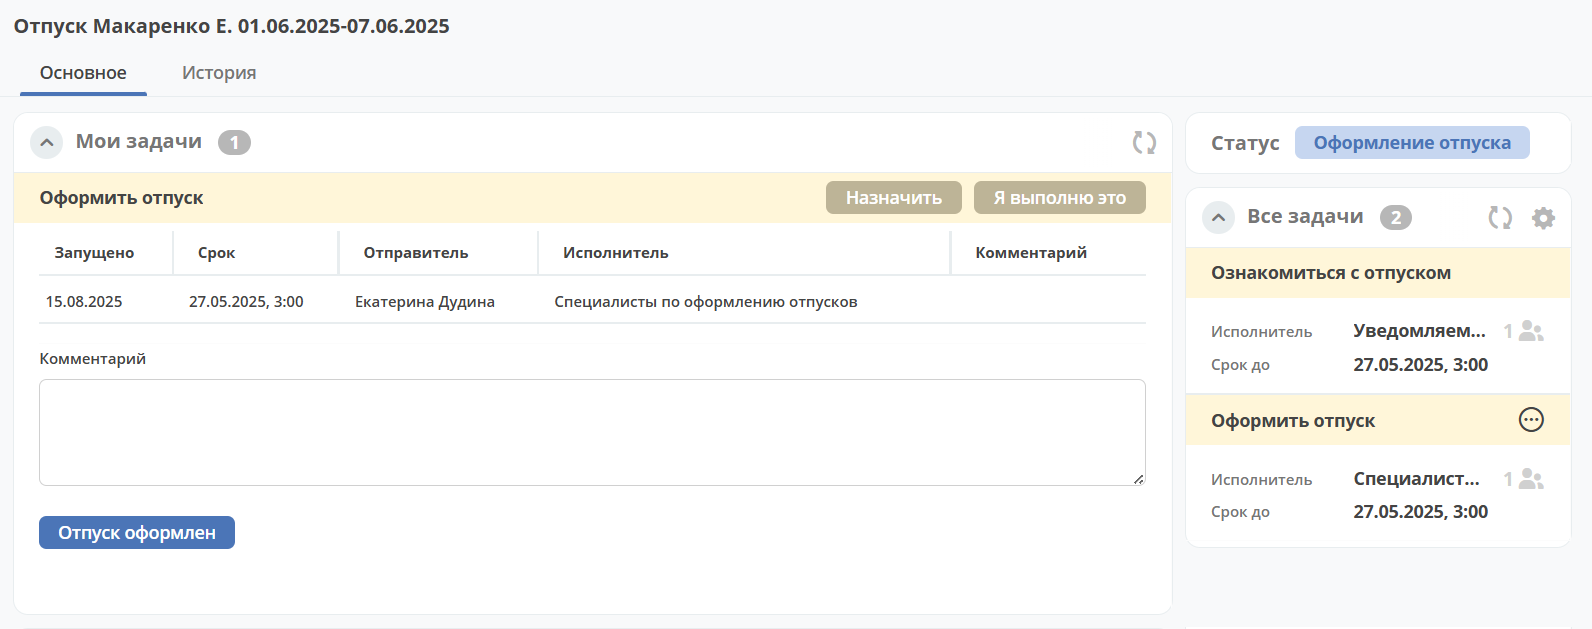 Отпуск Макаренко Е. 01.06.2025-07.06.2025
Основное История
Мои задачи 1
Оформить отпуск Назначить Я выполню это
Запущено Срок Отправитель Исполнитель Комментарий
15.08.2025 27.05.2025, 3:00 Екатерина Дудина Специалисты по оформлению отпусков
Комментарий
Отпуск оформлен
Статус Оформление отпуска
Все задачи 2
Ознакомиться с отпуском
Исполнитель Уведомляем... 1
Срок до 27.05.2025, 3:00
Оформить отпуск
Исполнитель Специалист... 1
Срок до 27.05.2025, 3:00